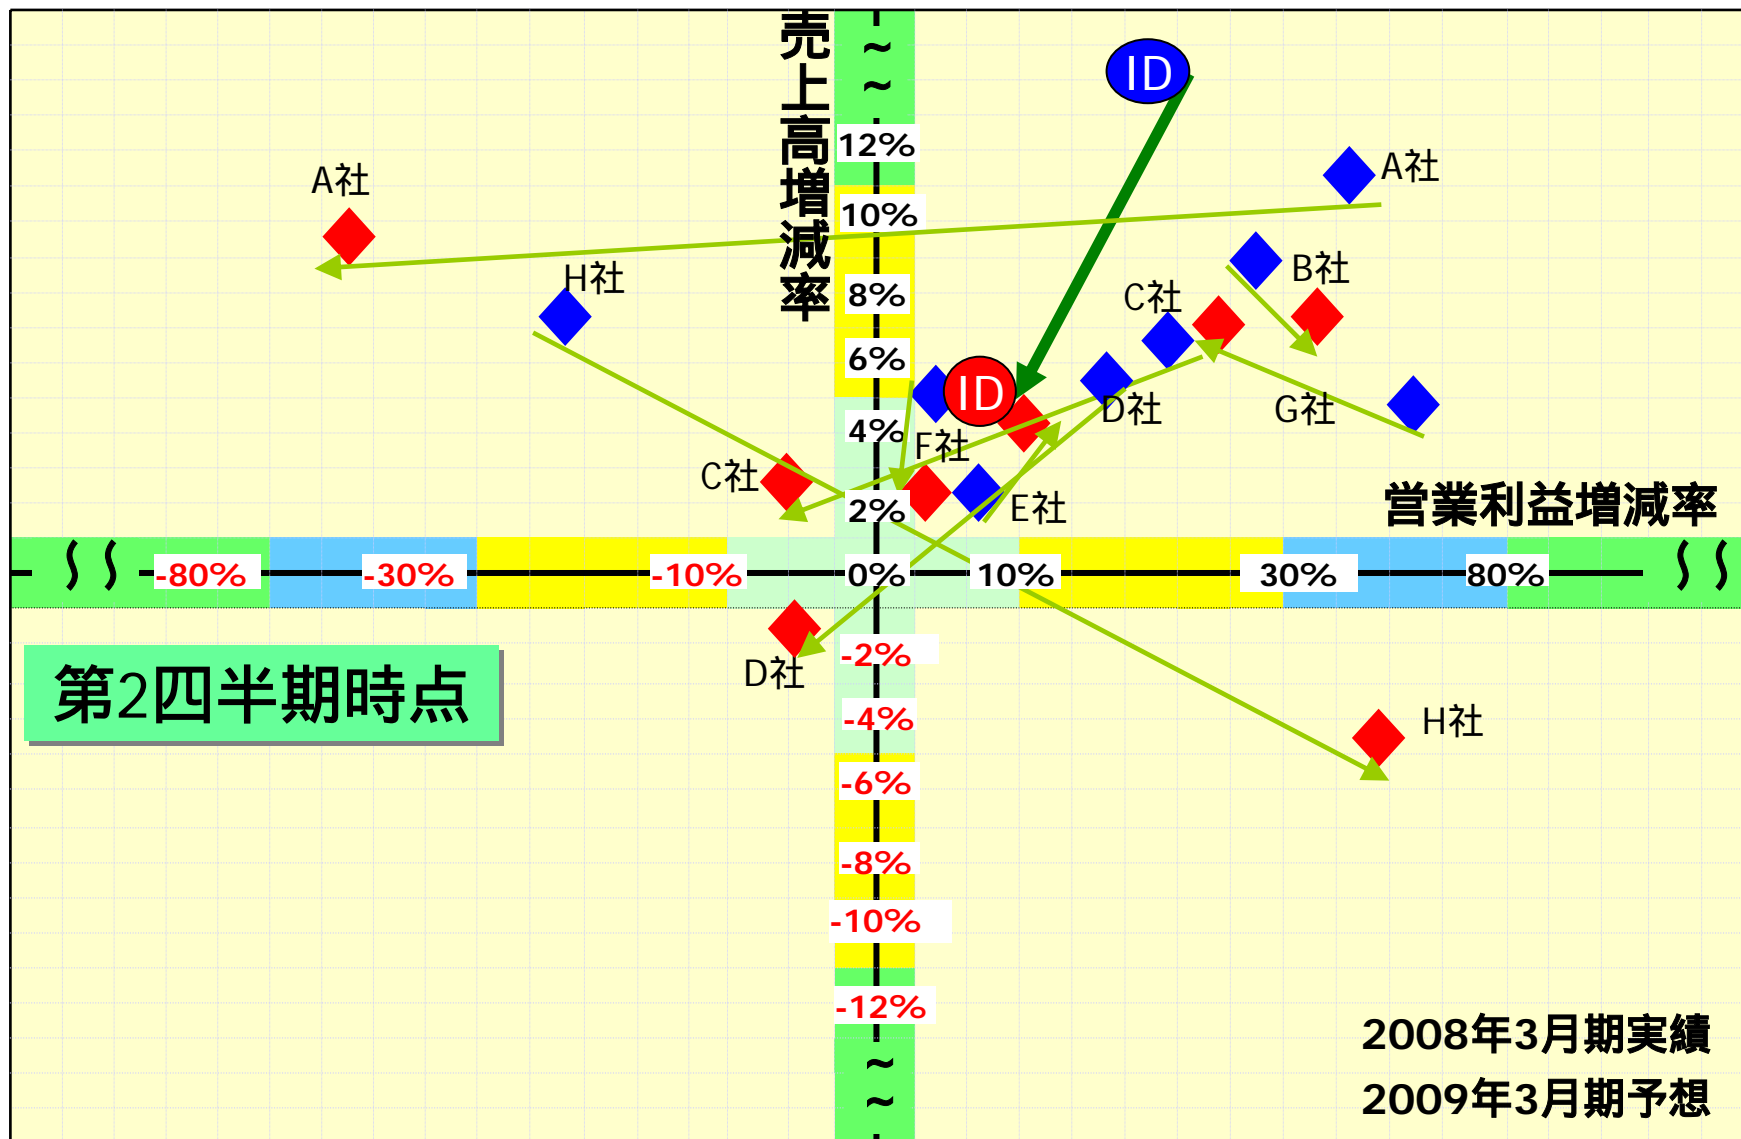 売上高増減率
~
~
ID
12%
A社
A社
10%
H社
B社
8%
C社
6%
ID
D社
G社
4%
F社
C社
2%
E社
営業利益増減率
-80%
-30%
-10%
0%
10%
30%
80%
-2%
D社
第2四半期時点
-4%
H社
-6%
-8%
-10%
-12%
2008年3月期実績
~
2009年3月期予想
~